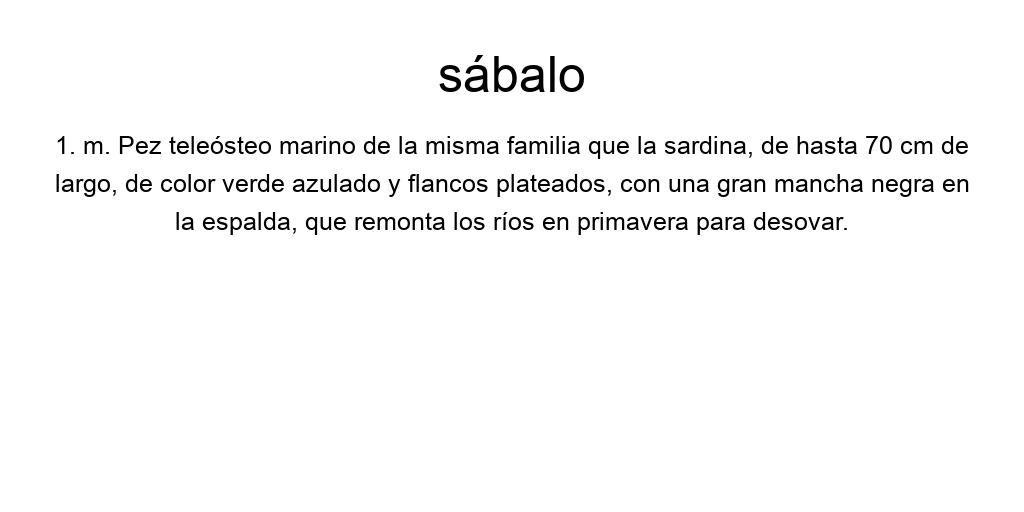 sábalo
1. m. Pez teleósteo marino de la misma familia que la sardina, de hasta 70 cm de
largo, de color verde azulado y flancos plateados, con una gran mancha negra en
la espalda, que remonta los ríos en primavera para desovar.